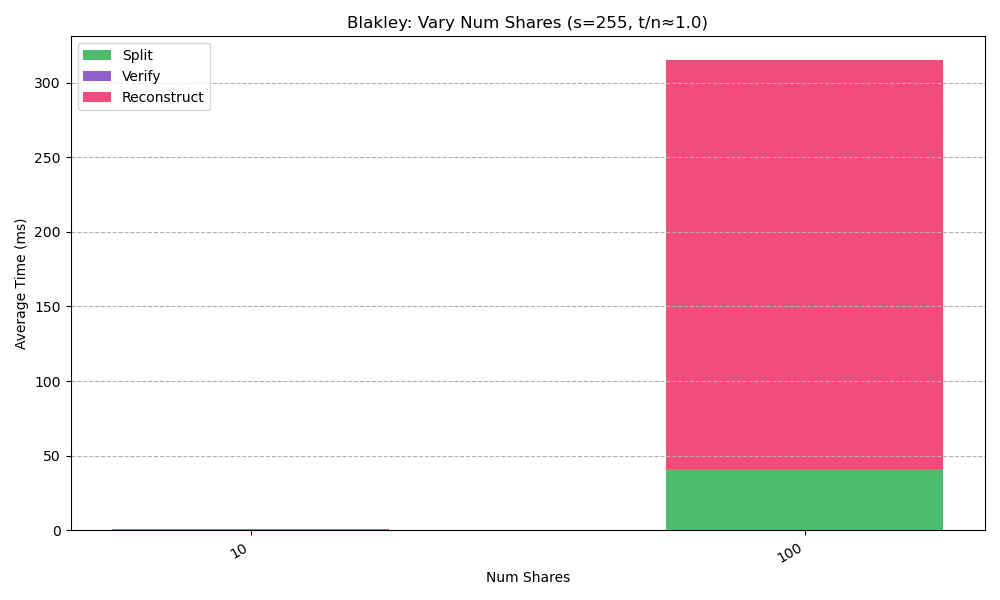 Blakley: Vary Num Shares (s=255, t/n≈1.0)
Split
Verify
Reconstruct
Average Time (ms)
300
250
200
150
100
50
0
10
100
Num Shares